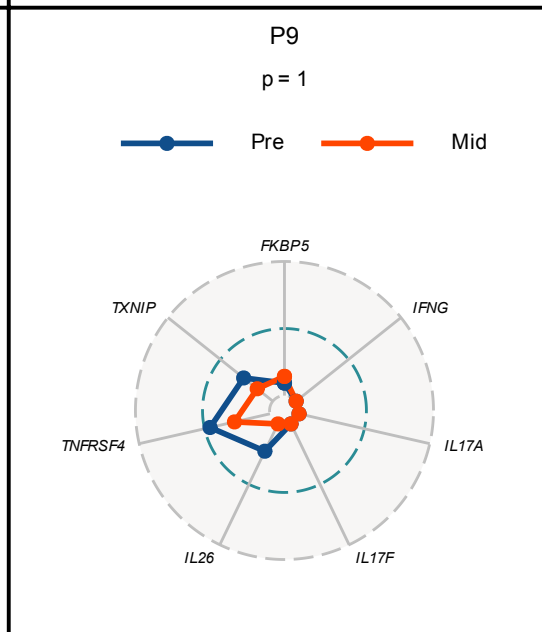 P9
p = 1
Pre Mid
FKBP5
TXNIP IFNG
TNFRSF4 IL17A
IL26 IL17F